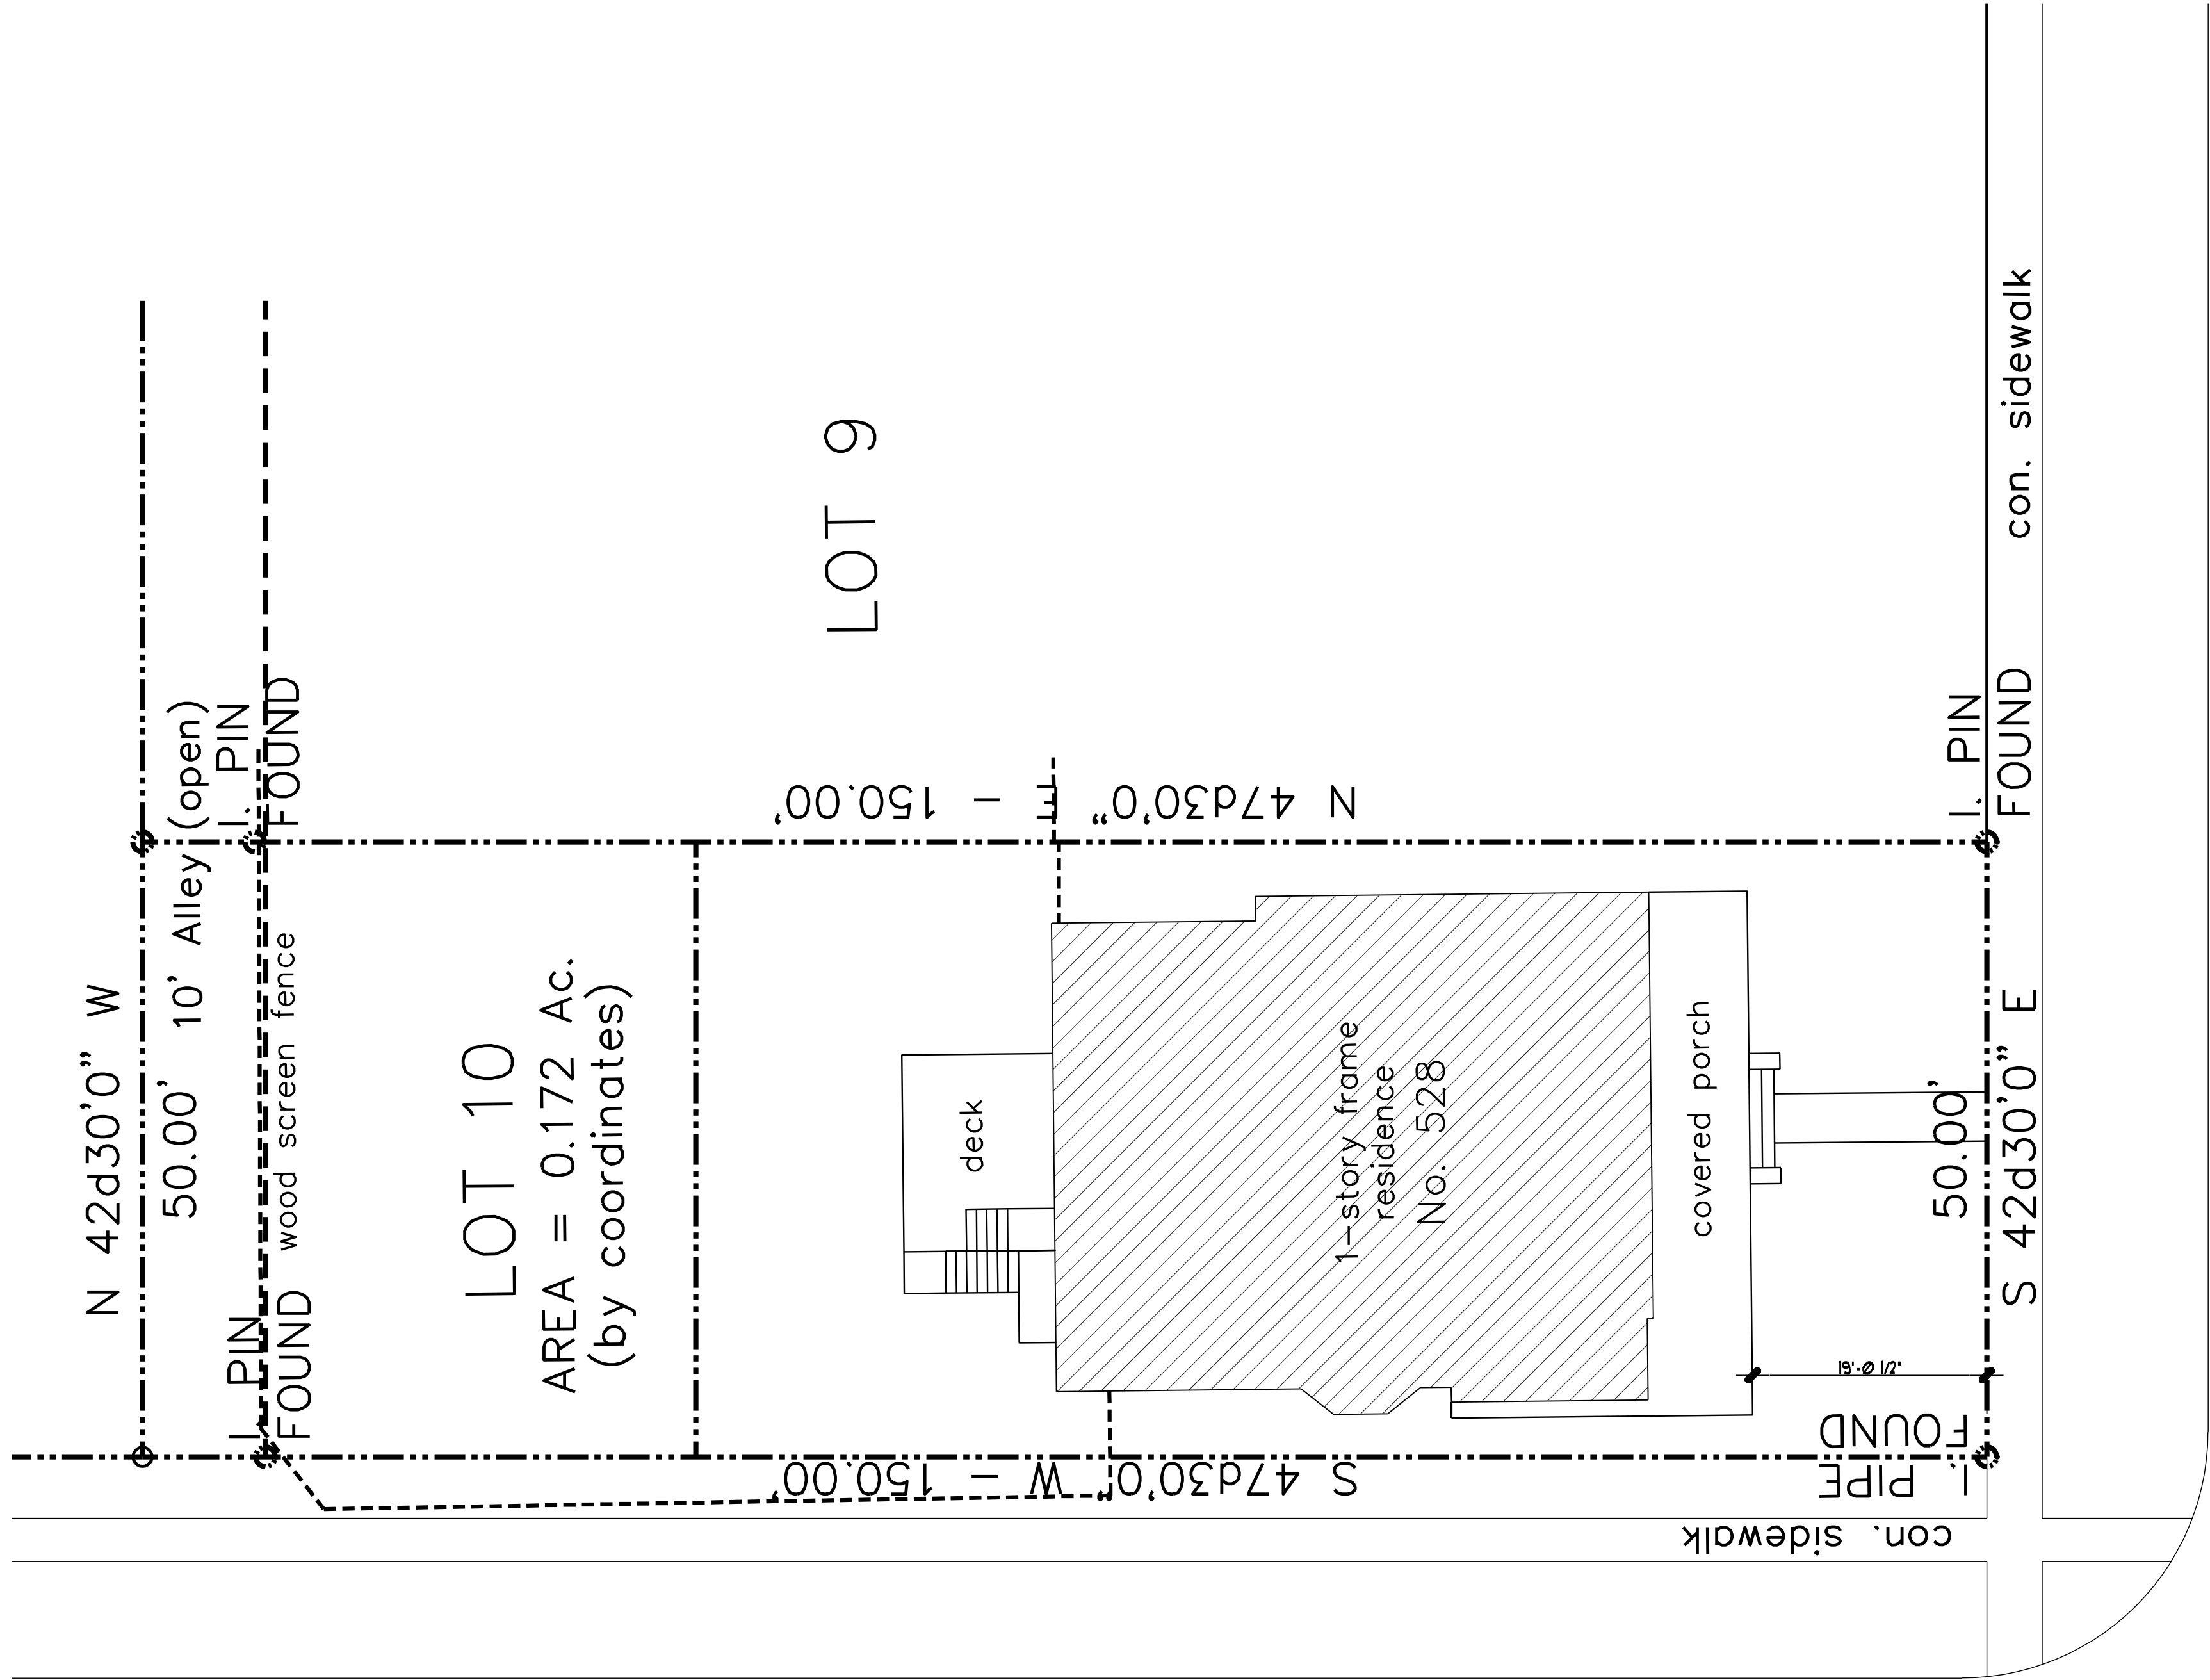 N 42d30'0" W
50.00'
10' Alley (open)
I. PIN
FOUND
I. PIN
FOUND
wood screen fence
LOT 10
AREA = 0.172 Ac.
(by coordinates)
LOT 9
N 47d30'0" E - 150.00'
S 47d30'0" W - 150.00'
deck
1-story frame
residence
No. 528
covered porch
19'-0 1/2"
I. PIPE
FOUND
con. sidewalk
50.00'
S 42d30'0" E
I. PIN
FOUND
con. sidewalk